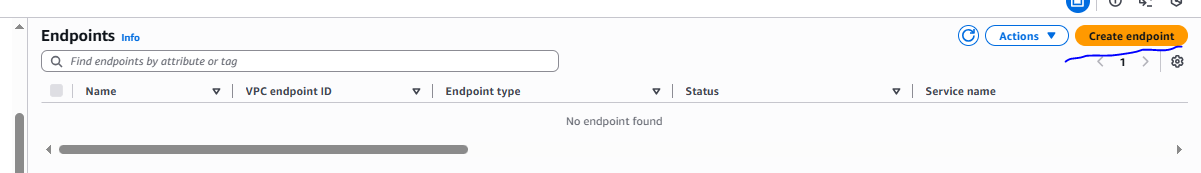 Endpoints Info
Actions
Create endpoint
Find endpoints by attribute or tag
1
Name
VPC endpoint ID
Endpoint type
Status
Service name
No endpoint found